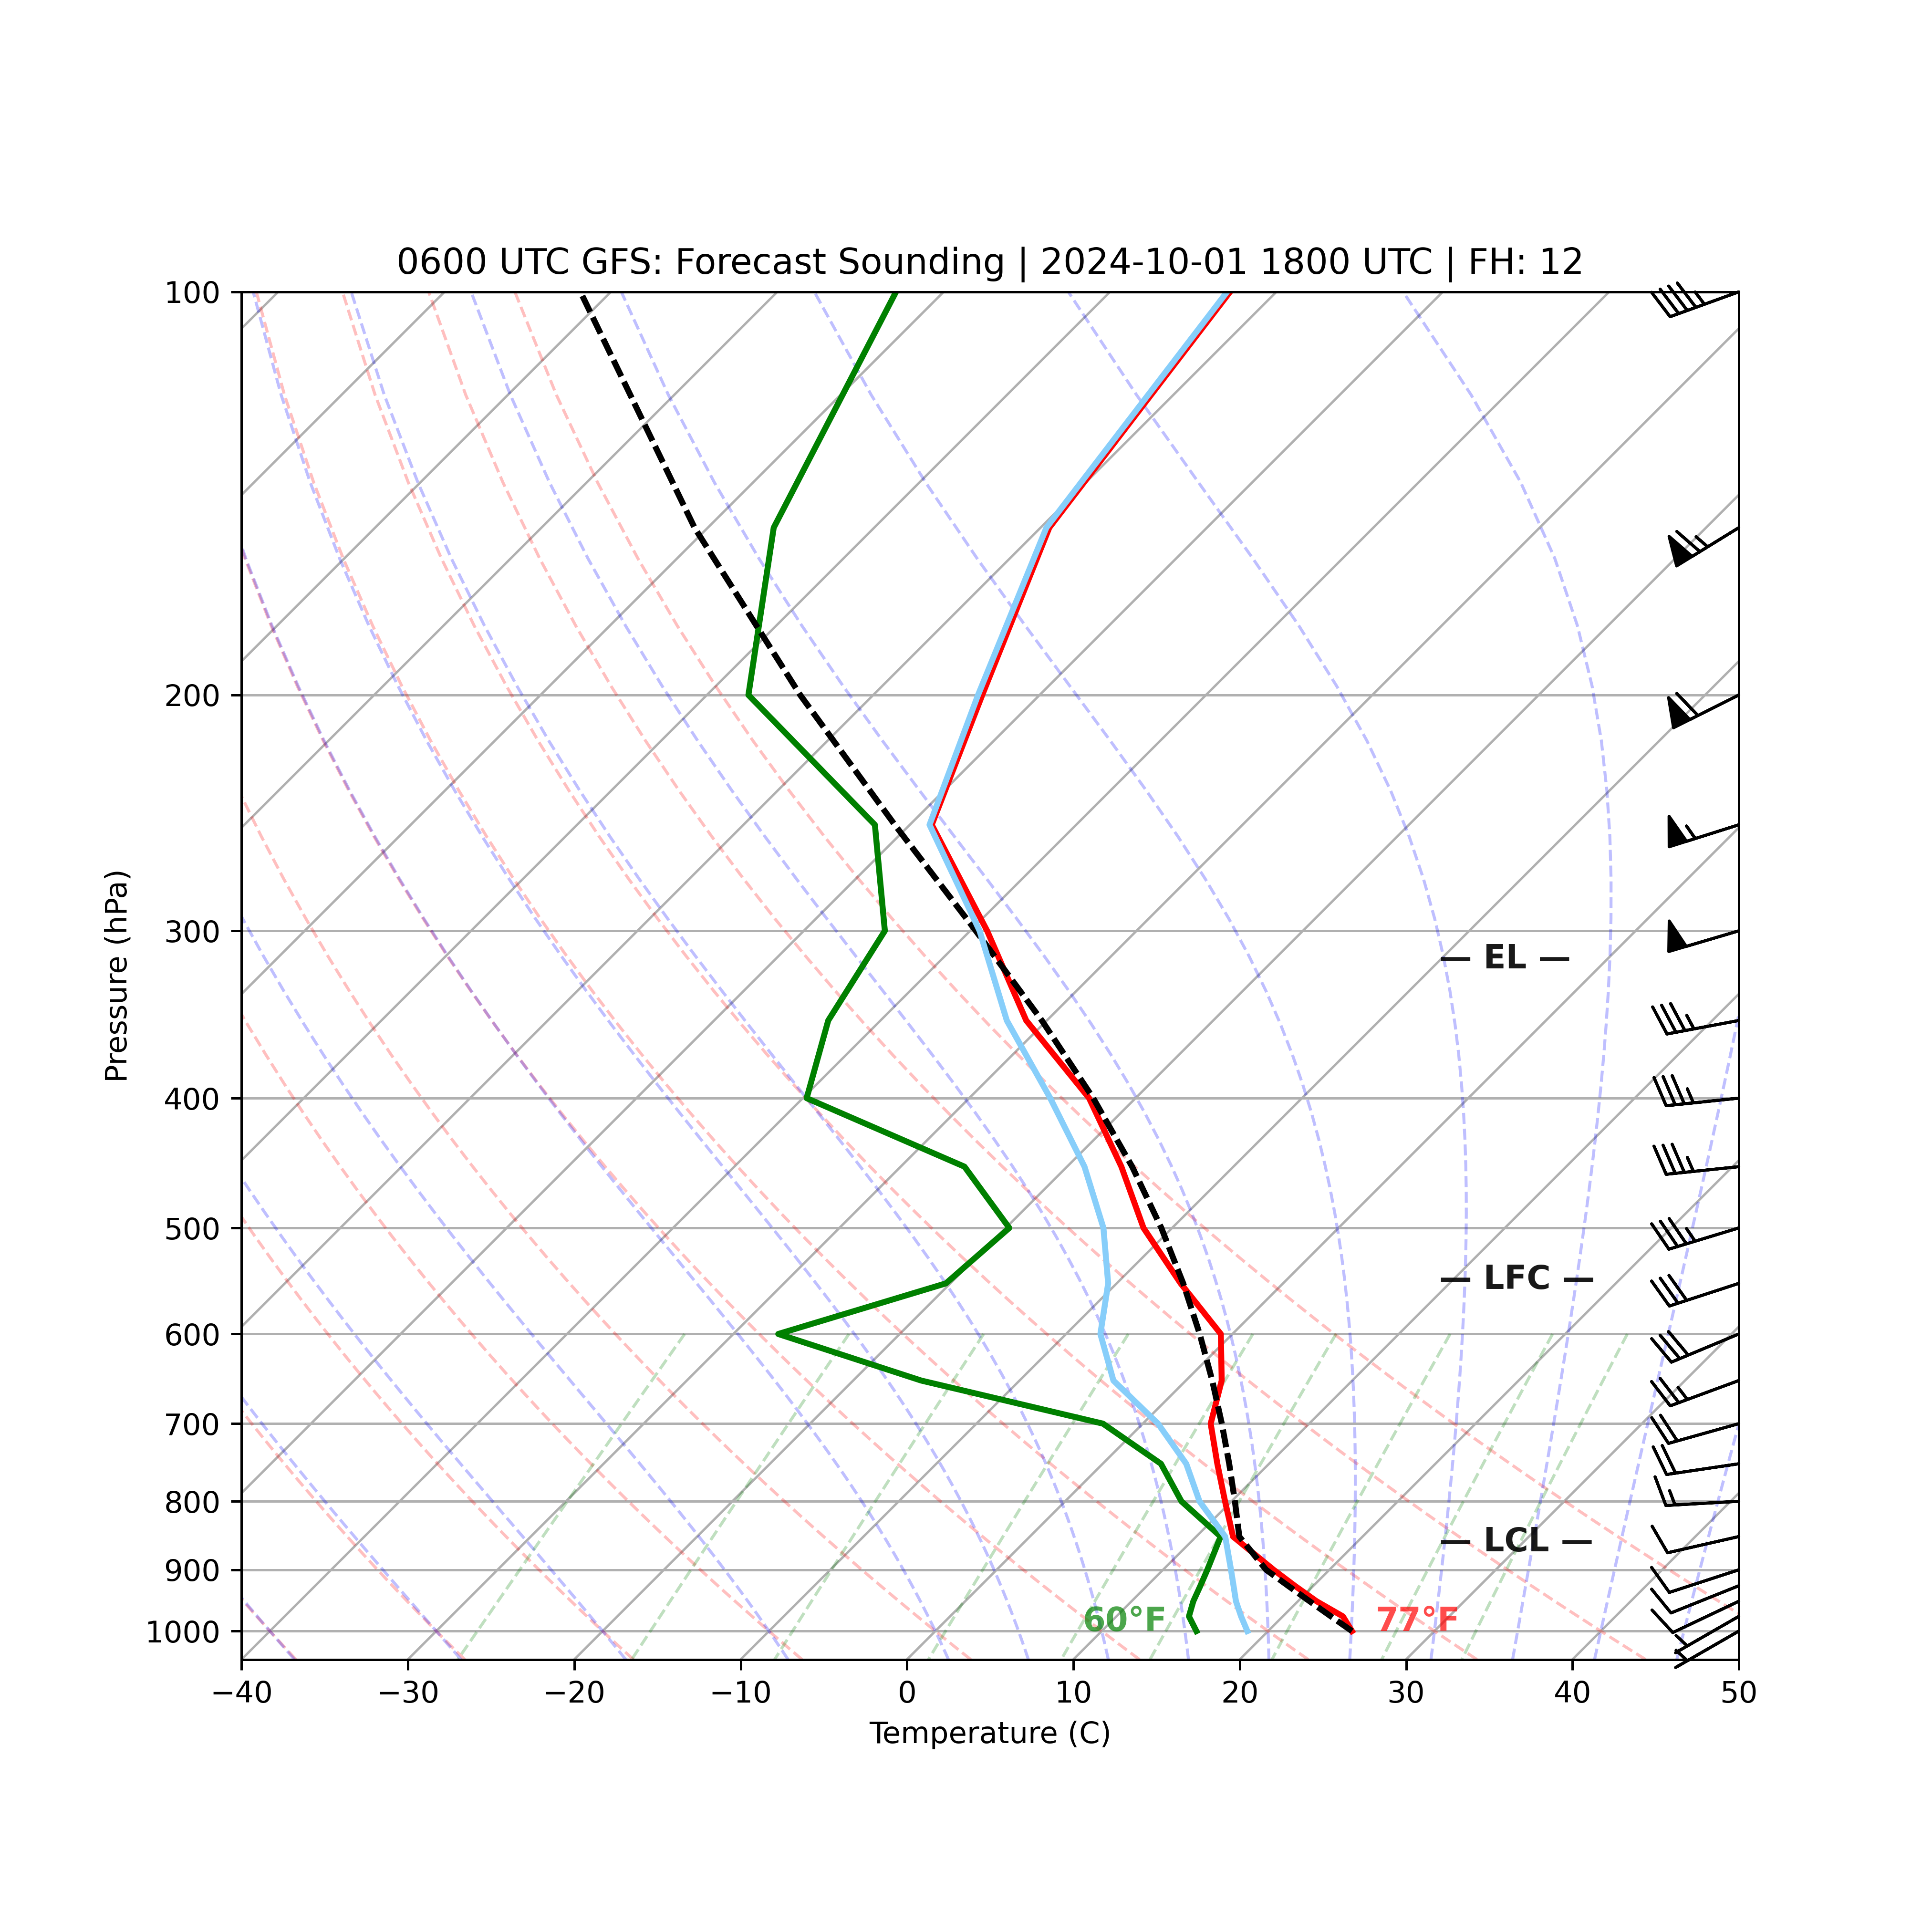 0600 UTC GFS: Forecast Sounding | 2024-10-01 1800 UTC | FH: 12
100
200
300
400
500
600
700
800
900
1000
Pressure (hPa)
— EL —
— LFC —
— LCL —
60°F
77°F
−40 −30 −20 −10 0 10 20 30 40 50
Temperature (C)